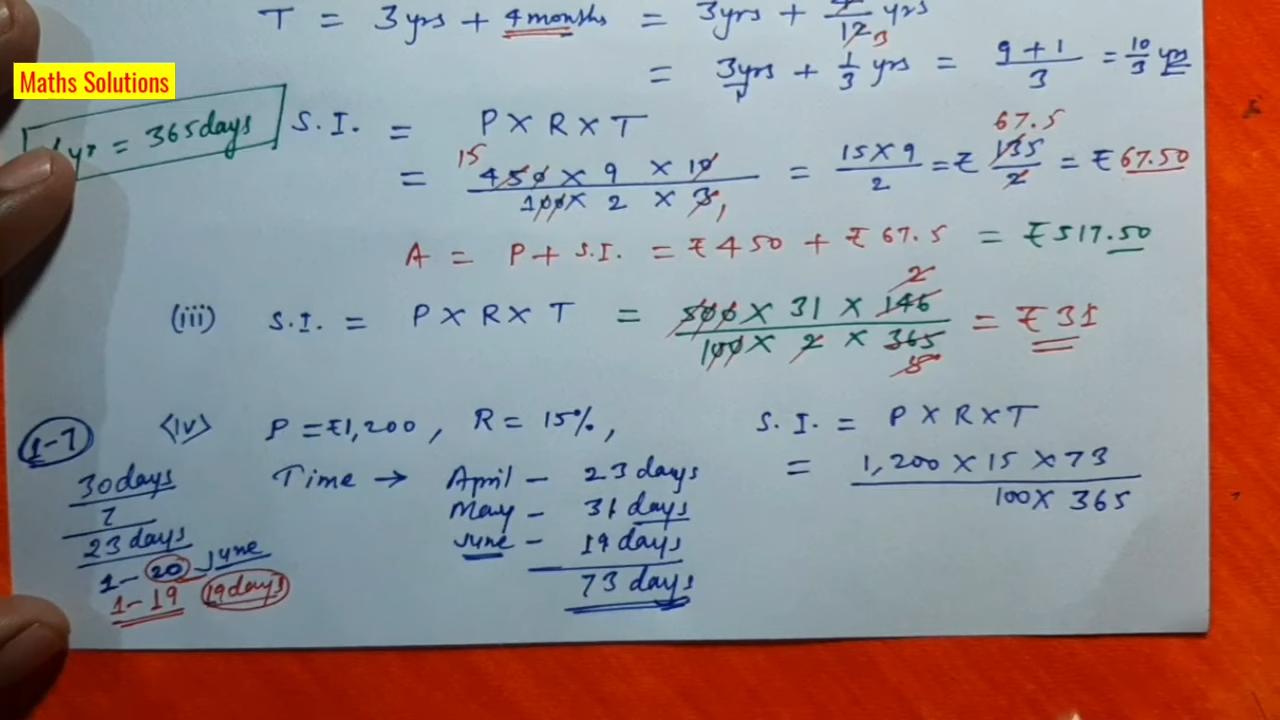 T = 3yrs + 4 months = 3yrs + 4/12 3 yrs
= 3yrs + 1/3 yrs = 9+1/3 = 10/3 yrs
Maths Solutions
1 yr = 365days
S.I. = P X R X T
= 15 450 X 9 X 10 / 100 X 2 X 3, = 15 X 9 / 2 = ₹ 67.5 135/2 = ₹ 67.50
A = P + S.I. = ₹ 450 + ₹ 67.5 = ₹ 517.50
(iii) S.I. = P X R X T = 500 X 31 X 146 2 / 100 X 2 X 365 5 = ₹ 31
1-7 <iv> P = ₹1,200, R = 15%,
30days
7
23 days
1-20 June
1-19 19days
Time → April - 23 days
May - 31 days
June - 19 days
73 days
S. I. = P X R X T
= 1,200 X 15 X 73 / 100 X 365